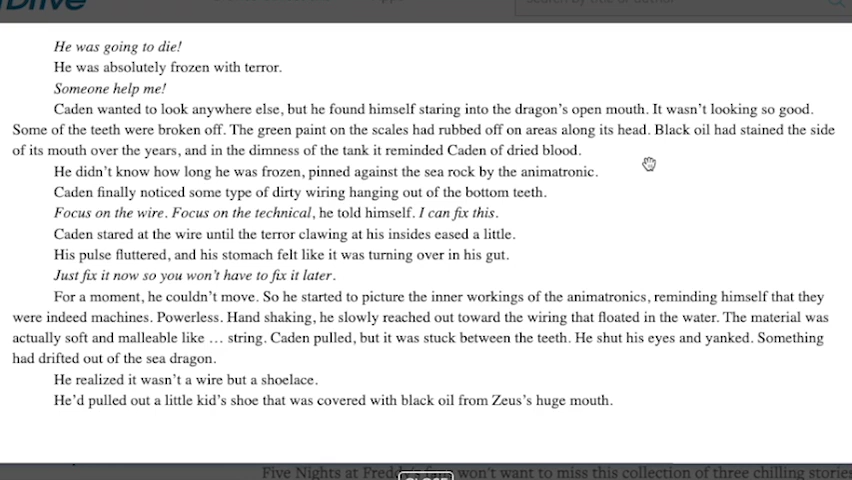 He was going to die!
He was absolutely frozen with terror.
Someone help me!
Caden wanted to look anywhere else, but he found himself staring into the dragon's open mouth. It wasn't looking so good.
Some of the teeth were broken off. The green paint on the scales had rubbed off on areas along its head. Black oil had stained the side
of its mouth over the years, and in the dimness of the tank it reminded Caden of dried blood.
He didn't know how long he was frozen, pinned against the sea rock by the animatronic.
Caden finally noticed some type of dirty wiring hanging out of the bottom teeth.
Focus on the wire. Focus on the technical, he told himself. I can fix this.
Caden stared at the wire until the terror clawing at his insides eased a little.
His pulse fluttered, and his stomach felt like it was turning over in his gut.
Just fix it now so you won't have to fix it later.
For a moment, he couldn't move. So he started to picture the inner workings of the animatronics, reminding himself that they
were indeed machines. Powerless. Hand shaking, he slowly reached out toward the wiring that floated in the water. The material was
actually soft and malleable like … string. Caden pulled, but it was stuck between the teeth. He shut his eyes and yanked. Something
had drifted out of the sea dragon.
He realized it wasn't a wire but a shoelace.
He'd pulled out a little kid's shoe that was covered with black oil from Zeus's huge mouth.
Five Nights at Freddy's fans won't want to miss this collection of three chilling stories
CLOSE